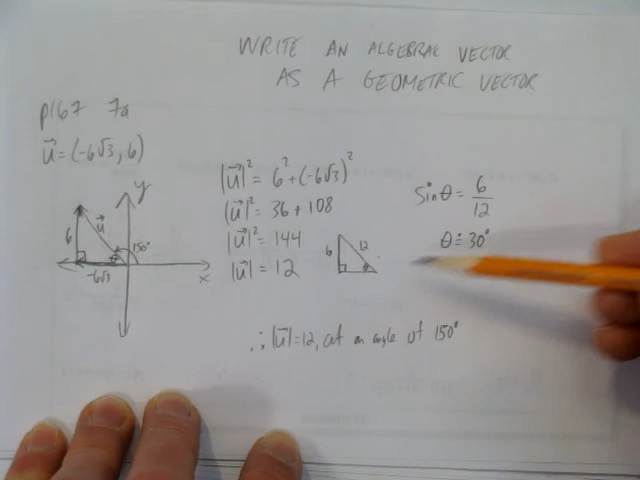 WRITE AN ALGEBRAIC VECTOR
AS A GEOMETRIC VECTOR
p167 7a
u⃗ = (-6√3, 6)
y
6
u⃗
150°
θ
-6√3
x
|u⃗|² = 6² + (-6√3)²
|u⃗|² = 36 + 108
|u⃗|² = 144
|u⃗| = 12
6
12
θ
sinθ = 6/12
θ ≐ 30°
∴ |u⃗| = 12, at an angle of 150°